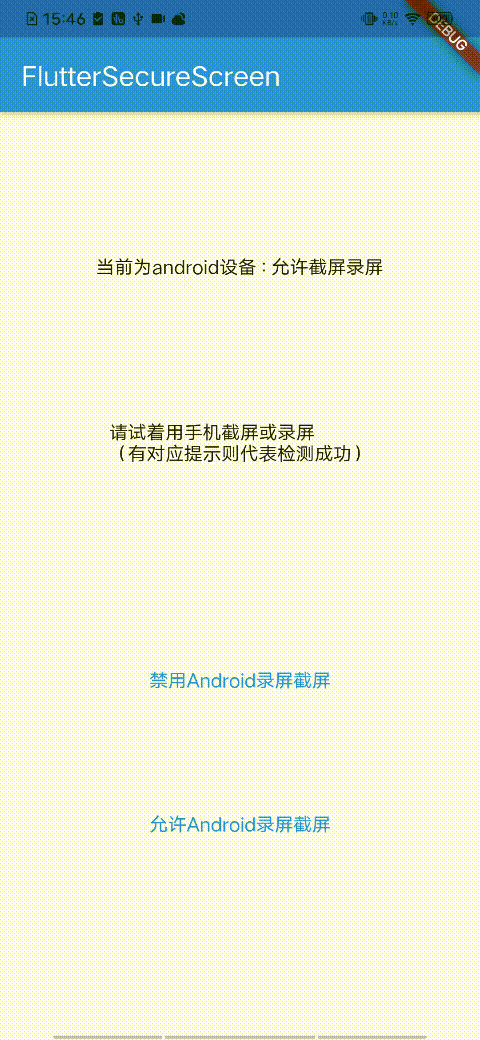 15:46
0.10
KB/s
DEBUG
FlutterSecureScreen
当前为android设备：允许截屏录屏
请试着用手机截屏或录屏
（有对应提示则代表检测成功）
禁用Android录屏截屏
允许Android录屏截屏